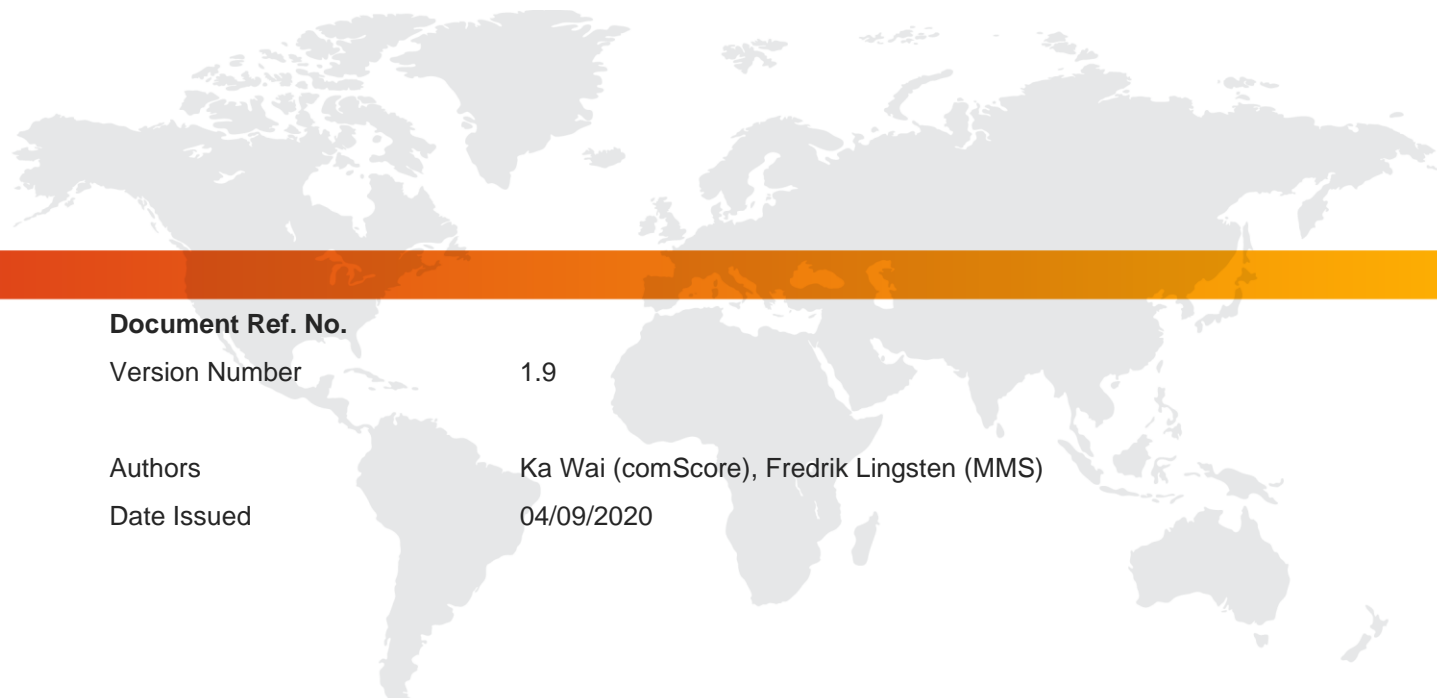 Document Ref. No.
Version Number 1.9
Authors Ka Wai (comScore), Fredrik Lingsten (MMS)
Date Issued 04/09/2020